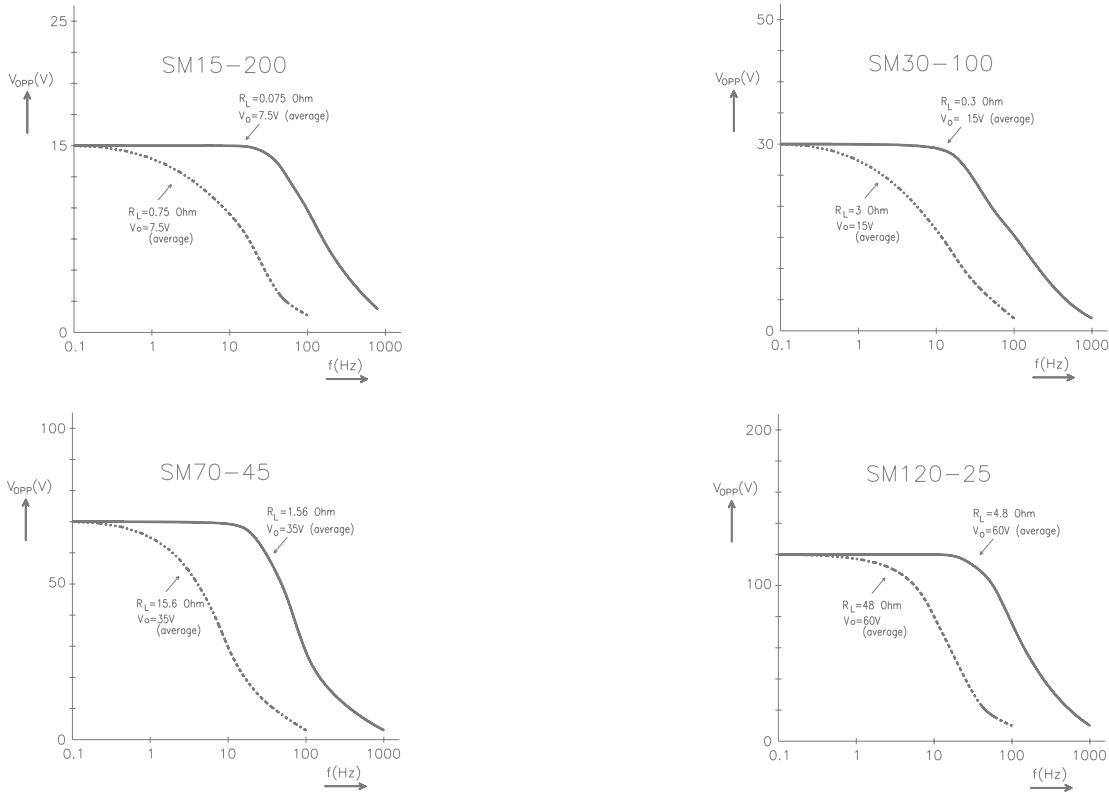 25
SM15-200
V_OPP(V)
R_L=0.075 Ohm
V_O=7.5V (average)
15
R_L=0.75 Ohm
V_O=7.5V
(average)
0
0.1 1 10 100 1000
f(Hz)
50
SM30-100
V_OPP(V)
R_L=0.3 Ohm
V_O= 15V (average)
30
R_L=3 Ohm
V_O=15V
(average)
0
0.1 1 10 100 1000
f(Hz)
100
SM70-45
V_OPP(V)
R_L=1.56 Ohm
V_O=35V (average)
50
R_L=15.6 Ohm
V_O=35V
(average)
0
0.1 1 10 100 1000
f(Hz)
200
SM120-25
V_OPP(V)
R_L=4.8 Ohm
V_O=60V (average)
100
R_L=48 Ohm
V_O=60V
(average)
0
0.1 1 10 100 1000
f(Hz)